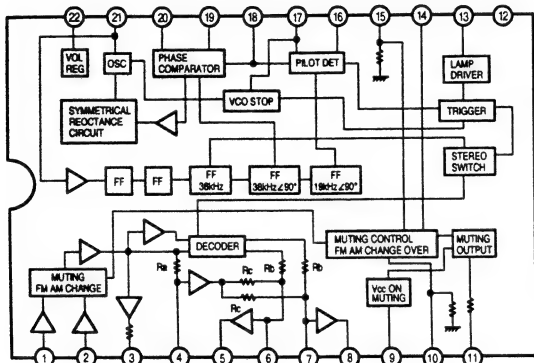 22 21 20 19 18 17 16 15 14 13 12
VOL
REG
OSC
PHASE
COMPARATOR
PILOT DET
LAMP
DRIVER
SYMMETRICAL
REOCTANCE
CIRCUIT
VCO STOP
TRIGGER
FF
FF
FF
38kHz
FF
38kHz∠90°
FF
19kHz∠90°
STEREO
SWITCH
DECODER
MUTING CONTROL
FM AM CHANGE OVER
MUTING
OUTPUT
Ra
Rc
Rb
Rb
MUTING
FM AM CHANGE
Rc
Vcc ON
MUTING
1 2 3 4 5 6 7 8 9 10 11